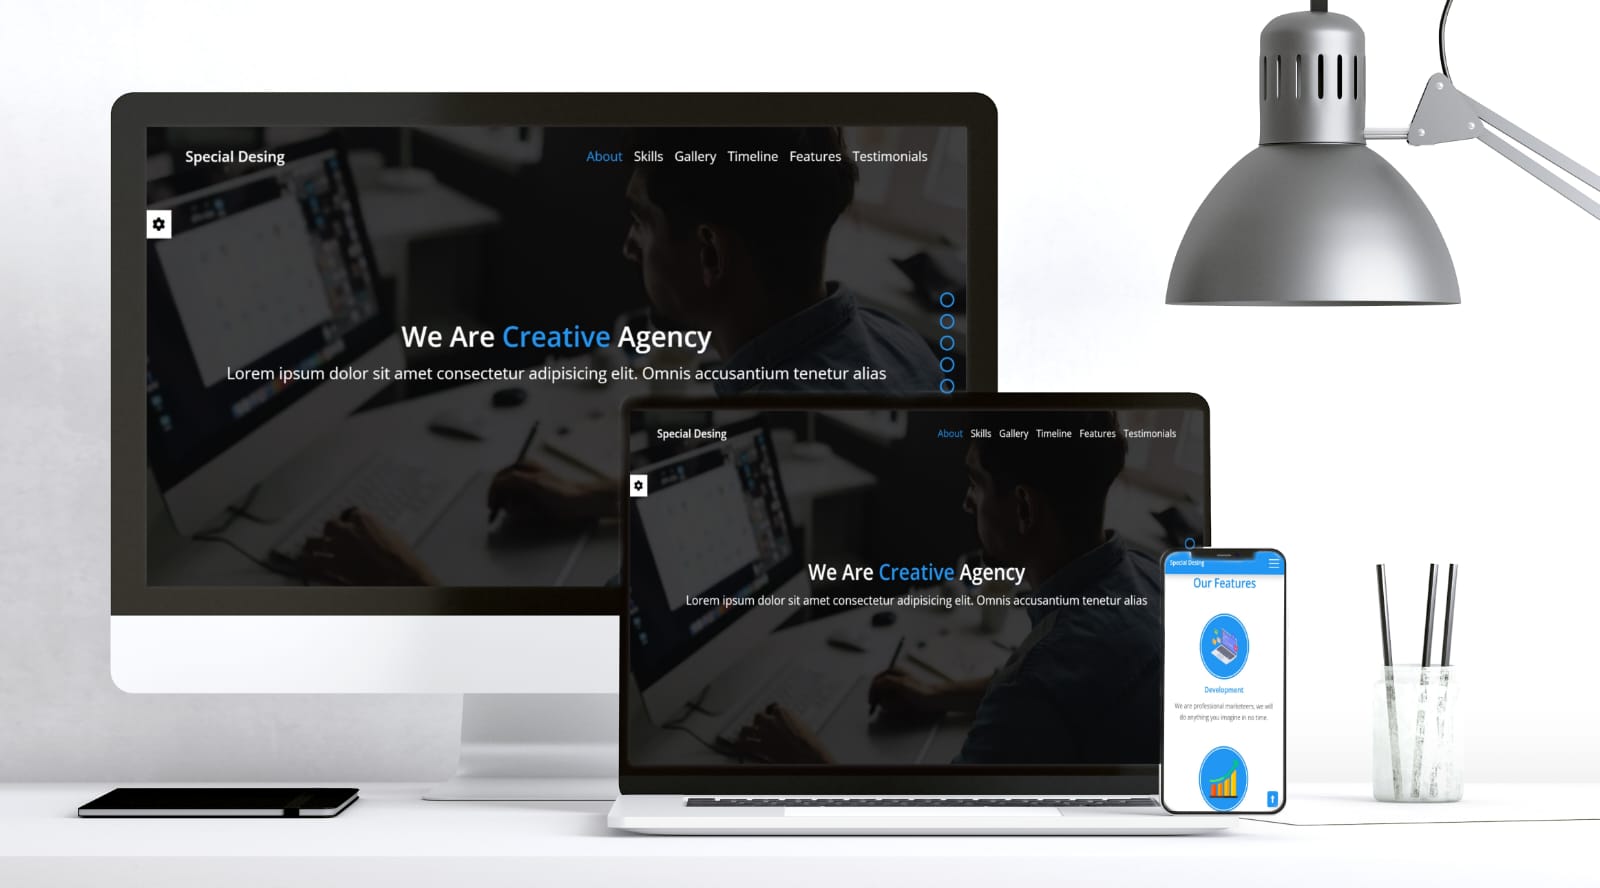 Special Desing
About Skills Gallery Timeline Features Testimonials
We Are Creative Agency
Lorem ipsum dolor sit amet consectetur adipisicing elit. Omnis accusantium tenetur alias
Special Desing
About Skills Gallery Timeline Features Testimonials
We Are Creative Agency
Lorem ipsum dolor sit amet consectetur adipisicing elit. Omnis accusantium tenetur alias
Special Desing
Our Features
Development
We are professional marketeers; we will
do anything you imagine in no time.